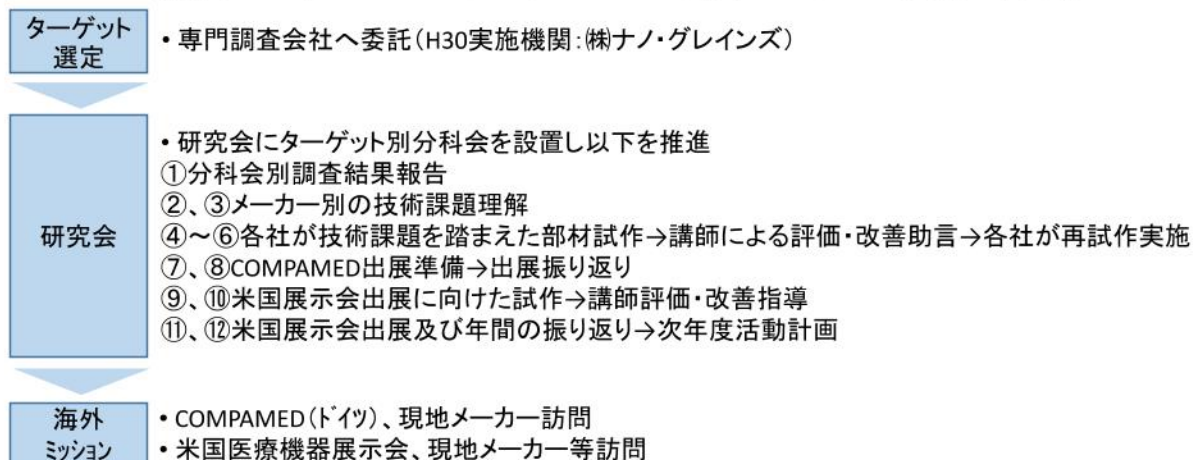 ターゲット
選定
・専門調査会社へ委託(H30実施機関:㈱ナノ・グレインズ)
研究会
・研究会にターゲット別分科会を設置し以下を推進
①分科会別調査結果報告
②、③メーカー別の技術課題理解
④～⑥各社が技術課題を踏まえた部材試作→講師による評価・改善助言→各社が再試作実施
⑦、⑧COMPAMED出展準備→出展振り返り
⑨、⑩米国展示会出展に向けた試作→講師評価・改善指導
⑪、⑫米国展示会出展及び年間の振り返り→次年度活動計画
海外
ミッション
・COMPAMED(ドイツ)、現地メーカー訪問
・米国医療機器展示会、現地メーカー等訪問